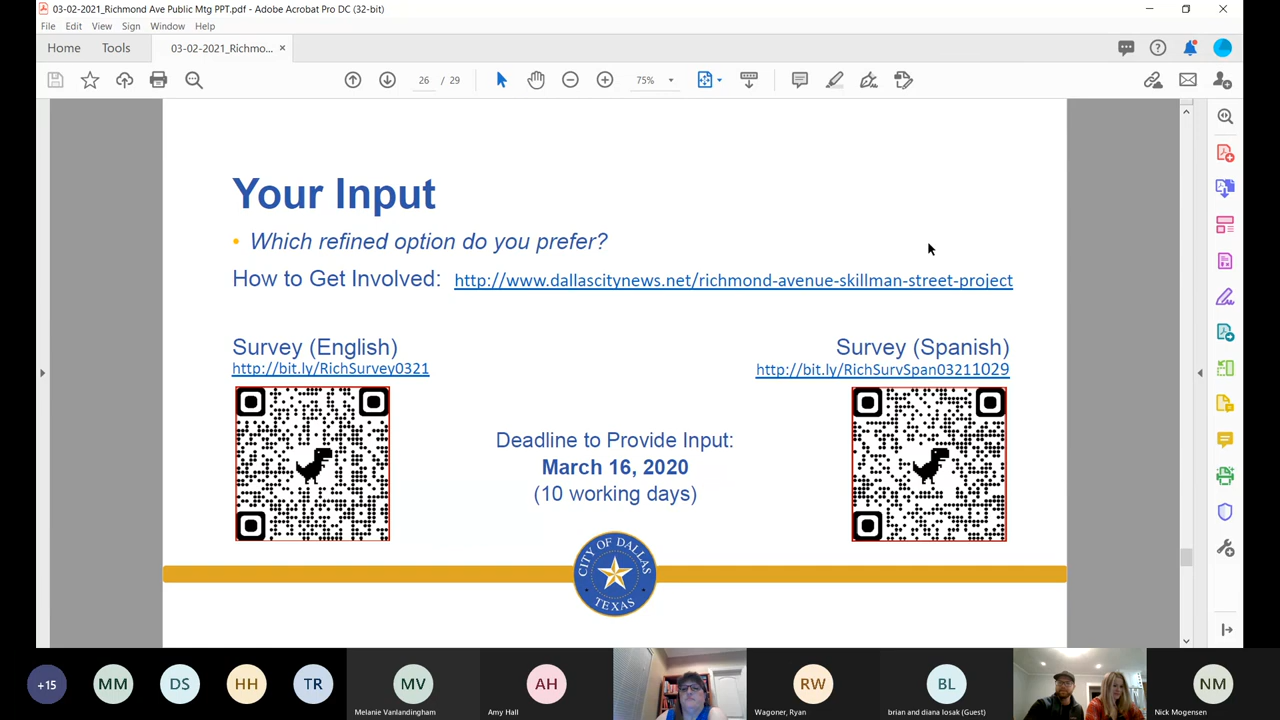 03-02-2021_Richmond Ave Public Mtg PPT.pdf - Adobe Acrobat Pro DC (32-bit)
File Edit View Sign Window Help
Home Tools 03-02-2021_Richmo... ×
26 / 29 75%
Your Input
• Which refined option do you prefer?
How to Get Involved: http://www.dallascitynews.net/richmond-avenue-skillman-street-project
Survey (English) Survey (Spanish)
http://bit.ly/RichSurvey0321 http://bit.ly/RichSurvSpan03211029
Deadline to Provide Input:
March 16, 2020
(10 working days)
CITY OF DALLAS
TEXAS
+15 MM DS HH TR MV AH RW BL NM
Melanie Vanlandingham Amy Hall Wagoner, Ryan brian and diana losak (Guest) Nick Mogensen